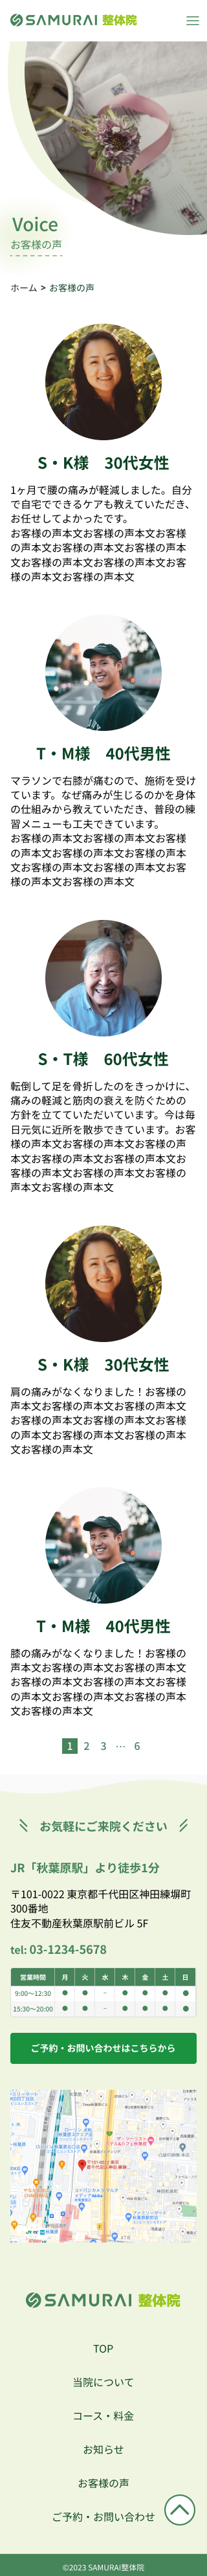 SAMURAI 整体院
Voice
お客様の声
ホーム > お客様の声
S・K様　30代女性
1ヶ月で腰の痛みが軽減しました。自分
で自宅でできるケアも教えていただき、
お任せしてよかったです。
お客様の声本文お客様の声本文お客様
の声本文お客様の声本文お客様の声本
文お客様の声本文お客様の声本文お客
様の声本文お客様の声本文
T・M様　40代男性
マラソンで右膝が痛むので、施術を受け
ています。なぜ痛みが生じるのかを身体
の仕組みから教えていただき、普段の練
習メニューも工夫できています。
お客様の声本文お客様の声本文お客様
の声本文お客様の声本文お客様の声本
文お客様の声本文お客様の声本文お客
様の声本文お客様の声本文
S・T様　60代女性
転倒して足を骨折したのをきっかけに、
痛みの軽減と筋肉の衰えを防ぐための
方針を立てていただいています。今は毎
日元気に近所を散歩できています。お客
様の声本文お客様の声本文お客様の声
本文お客様の声本文お客様の声本文お
客様の声本文お客様の声本文お客様の
声本文お客様の声本文
S・K様　30代女性
肩の痛みがなくなりました！お客様の
声本文お客様の声本文お客様の声本文
お客様の声本文お客様の声本文お客様
の声本文お客様の声本文お客様の声本
文お客様の声本文
T・M様　40代男性
膝の痛みがなくなりました！お客様の
声本文お客様の声本文お客様の声本文
お客様の声本文お客様の声本文お客様
の声本文お客様の声本文お客様の声本
文お客様の声本文
1 2 3 … 6
お気軽にご来院ください
JR「秋葉原駅」より徒歩1分
〒101-0022 東京都千代田区神田練塀町
300番地
住友不動産秋葉原駅前ビル 5F
tel: 03-1234-5678
営業時間 月 火 水 木 金 土 日
9:00〜12:30 ● ● − ● ● ● ●
15:30〜20:00 ● ● − ● ● ● ●
ご予約・お問い合わせはこちらから
SAMURAI 整体院
TOP
当院について
コース・料金
お知らせ
お客様の声
ご予約・お問い合わせ
©2023 SAMURAI整体院